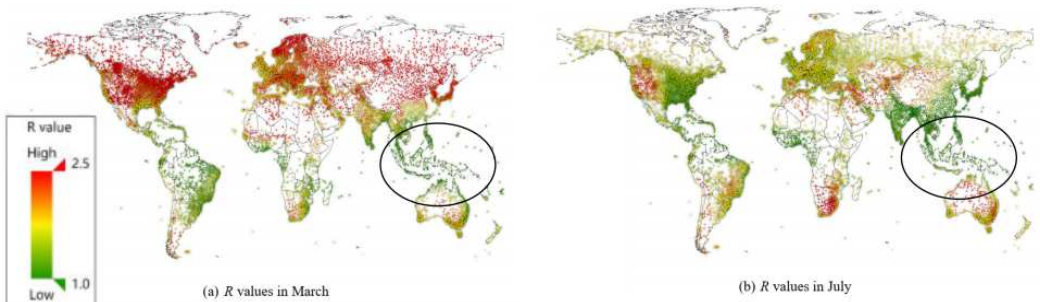 R value
High
2.5
1.0
Low
(a) R values in March
(b) R values in July